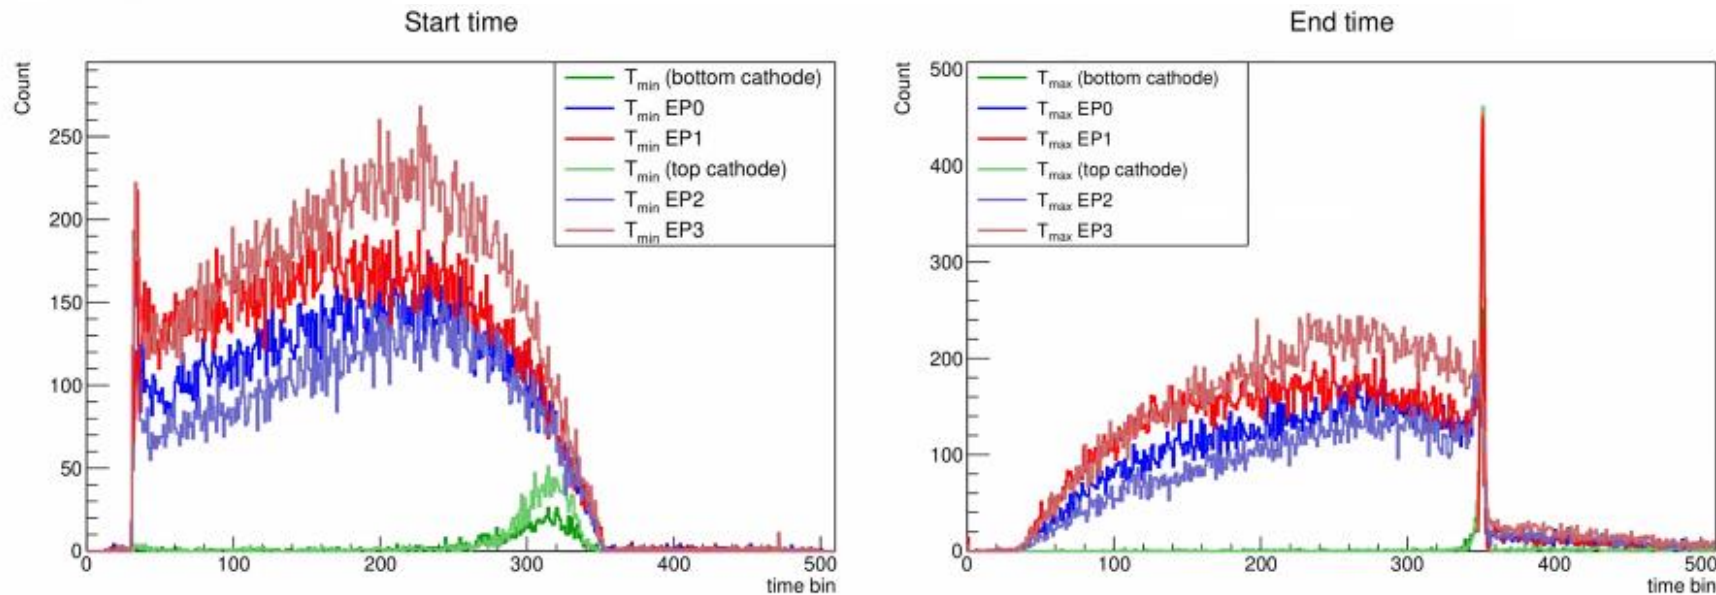 Start time
Count
250
200
150
100
50
0
T_min (bottom cathode)
T_min EP0
T_min EP1
T_min (top cathode)
T_min EP2
T_min EP3
0 100 200 300 400 500
time bin
End time
Count
500
400
300
200
100
0
T_max (bottom cathode)
T_max EP0
T_max EP1
T_max (top cathode)
T_max EP2
T_max EP3
0 100 200 300 400 500
time bin